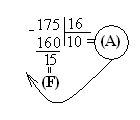 - 175 | 16
160 | 10 = (A)
15
=
(F)